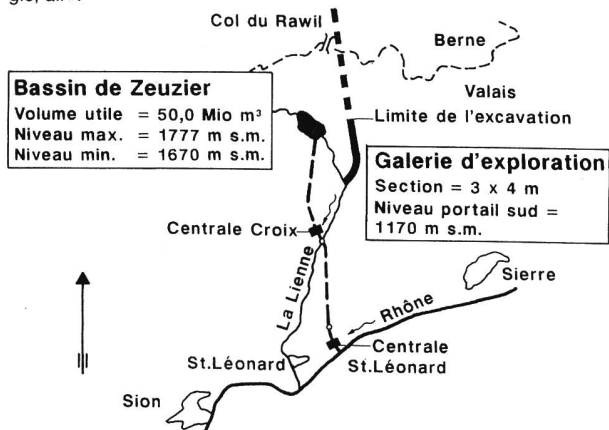 Col du Rawil
Berne
Valais
Bassin de Zeuzier
Volume utile = 50,0 Mio m³
Niveau max. = 1777 m s.m.
Niveau min. = 1670 m s.m.
Limite de l'excavation
Galerie d'exploration
Section = 3 x 4 m
Niveau portail sud =
1170 m s.m.
Centrale Croix
La Lienne
Sierre
Rhône
St.Léonard
Centrale
St.Léonard
Sion